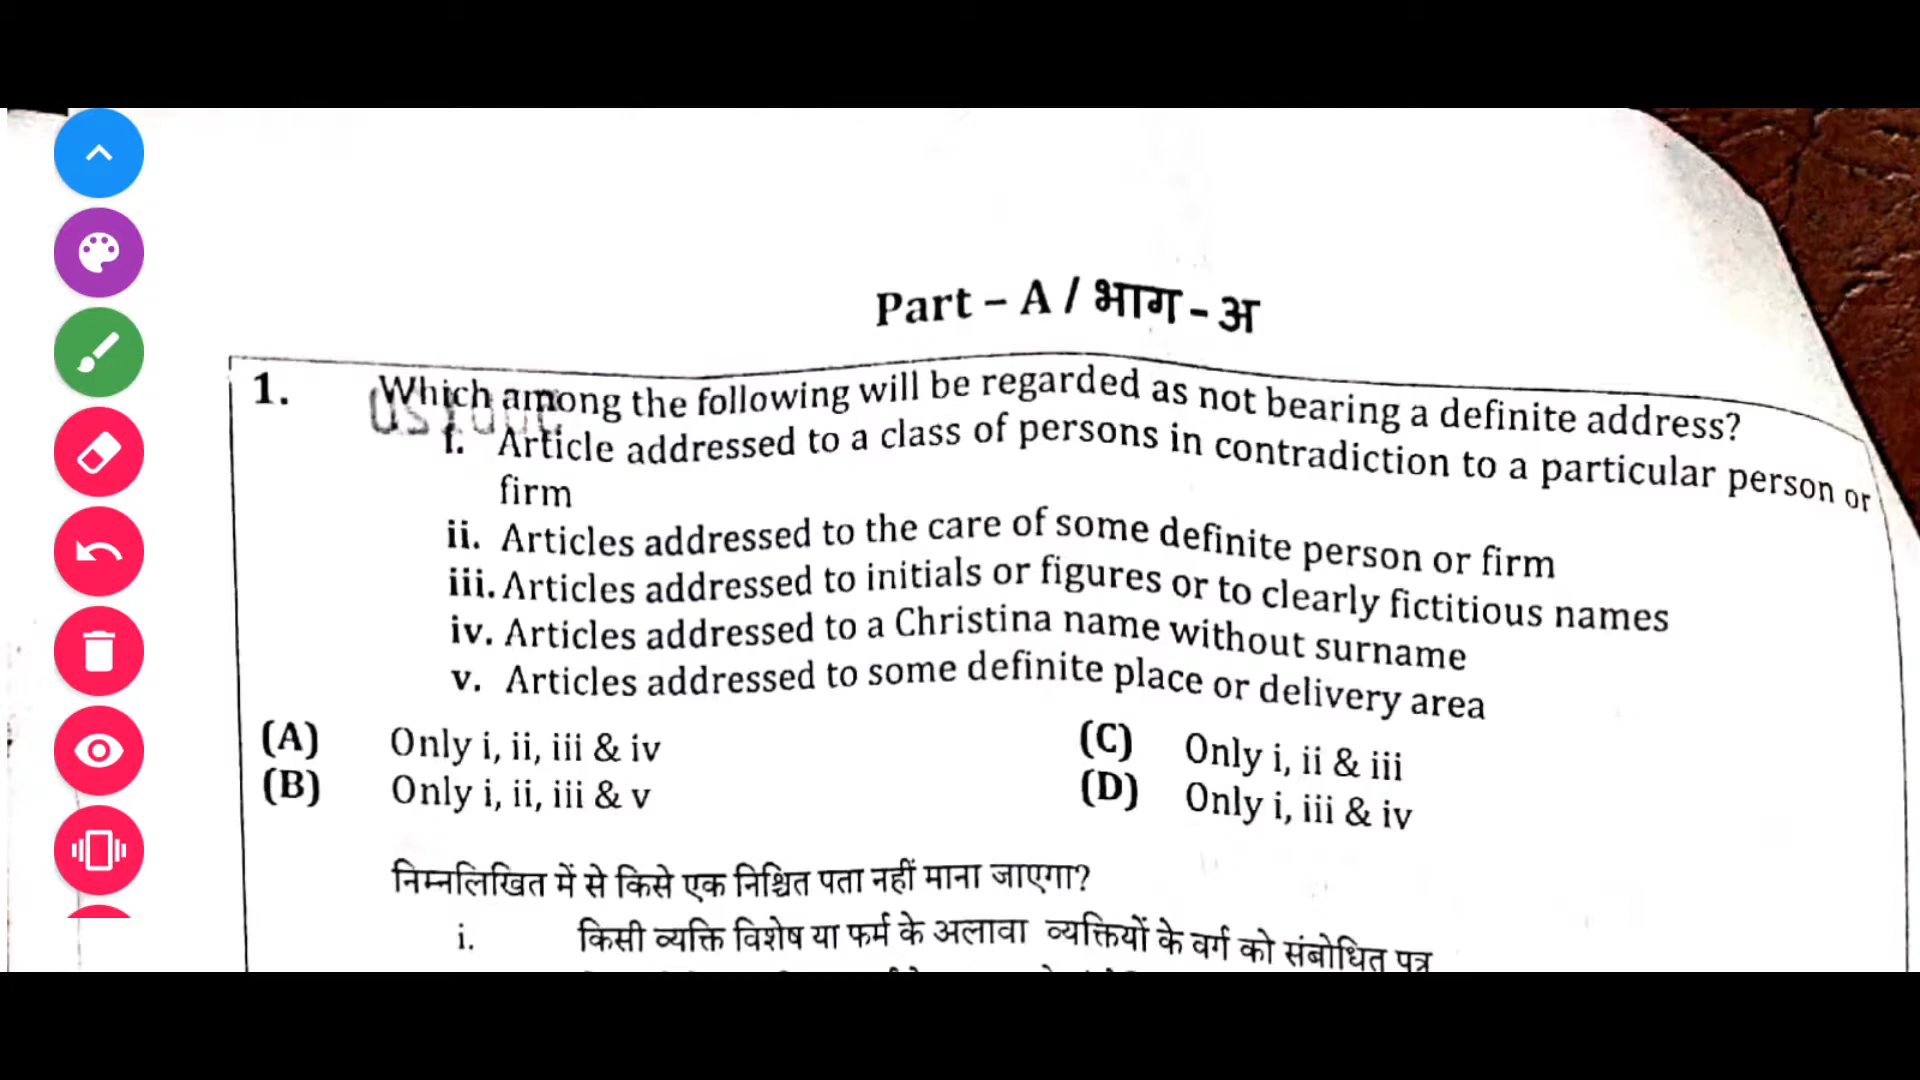 Part – A / भाग - अ
1. Which among the following will be regarded as not bearing a definite address?
i. Article addressed to a class of persons in contradiction to a particular person or
firm
ii. Articles addressed to the care of some definite person or firm
iii. Articles addressed to initials or figures or to clearly fictitious names
iv. Articles addressed to a Christina name without surname
v. Articles addressed to some definite place or delivery area
(A) Only i, ii, iii & iv (C) Only i, ii & iii
(B) Only i, ii, iii & v (D) Only i, iii & iv
निम्नलिखित में से किसे एक निश्चित पता नहीं माना जाएगा?
i. किसी व्यक्ति विशेष या फर्म के अलावा व्यक्तियों के वर्ग को संबोधित पत्र